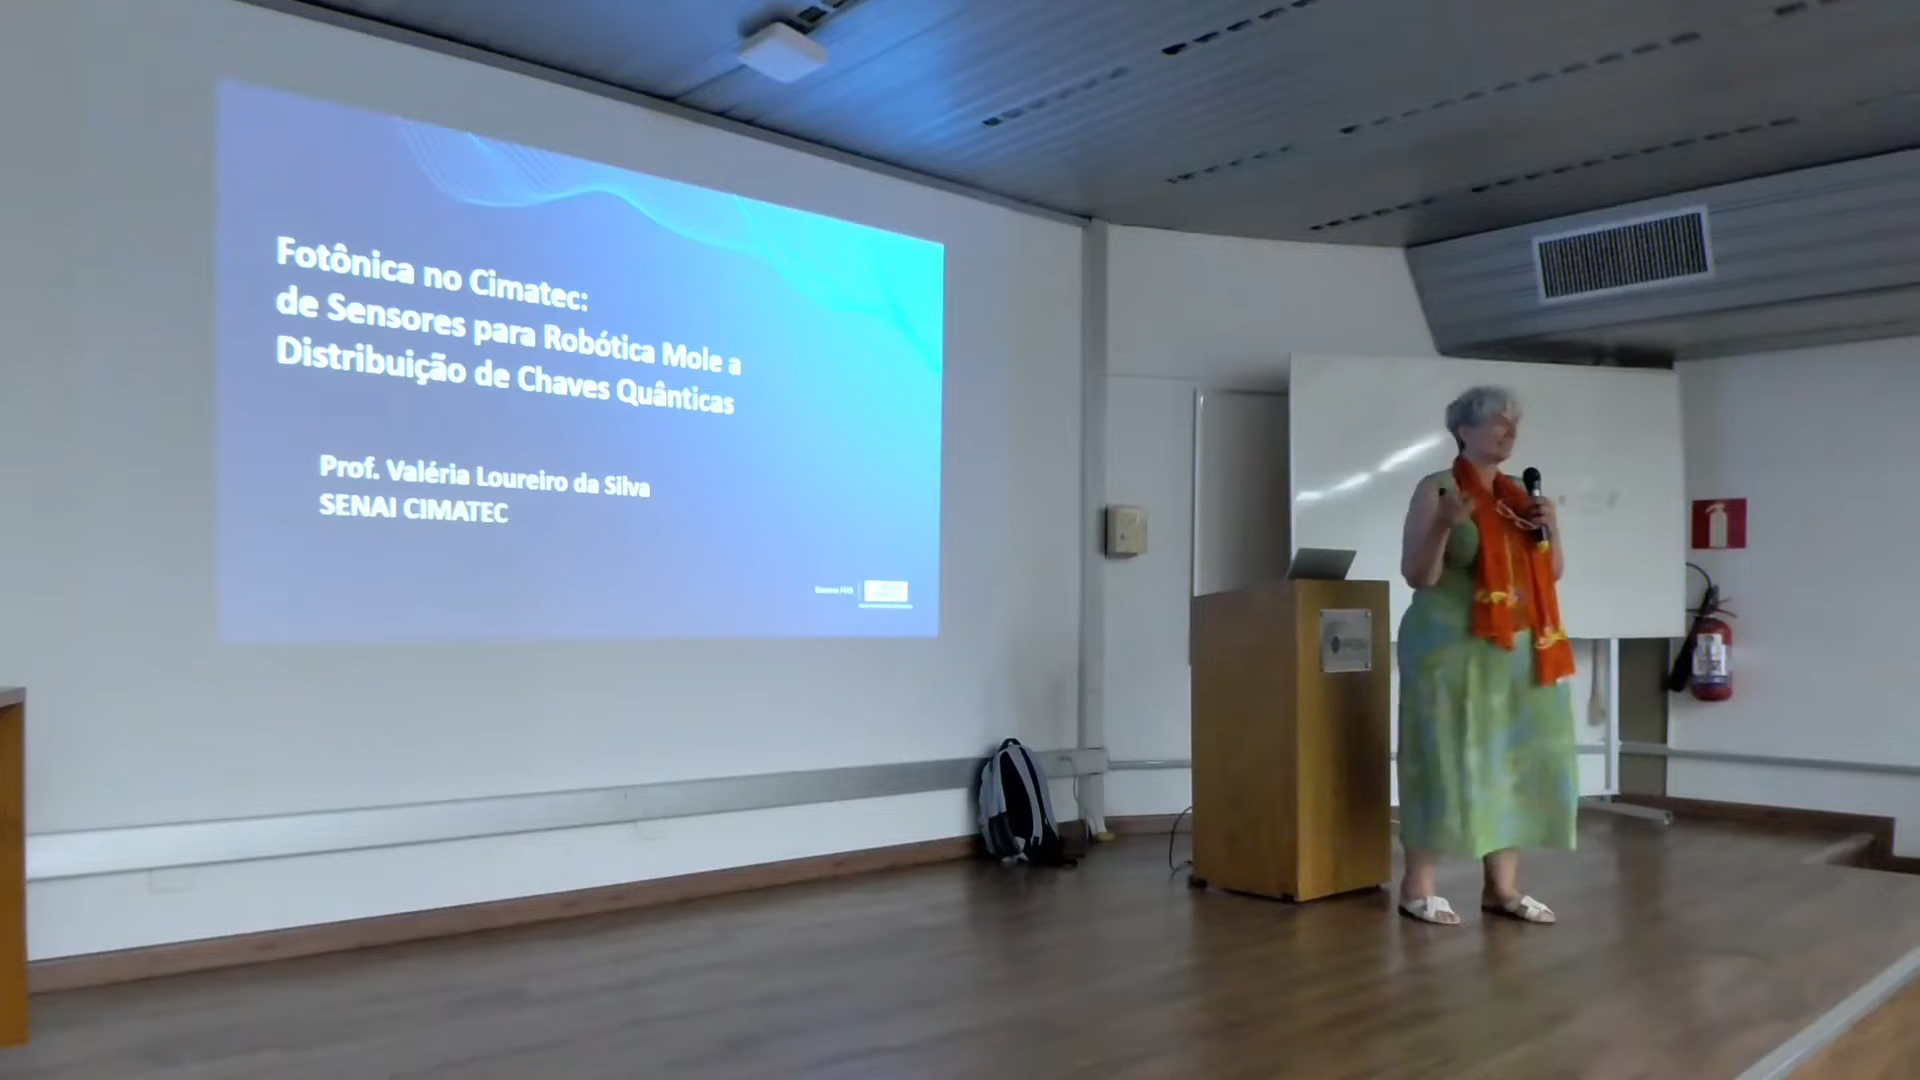 Fotônica no Cimatec:
de Sensores para Robótica Mole a
Distribuição de Chaves Quânticas
Prof. Valéria Loureiro da Silva
SENAI CIMATEC